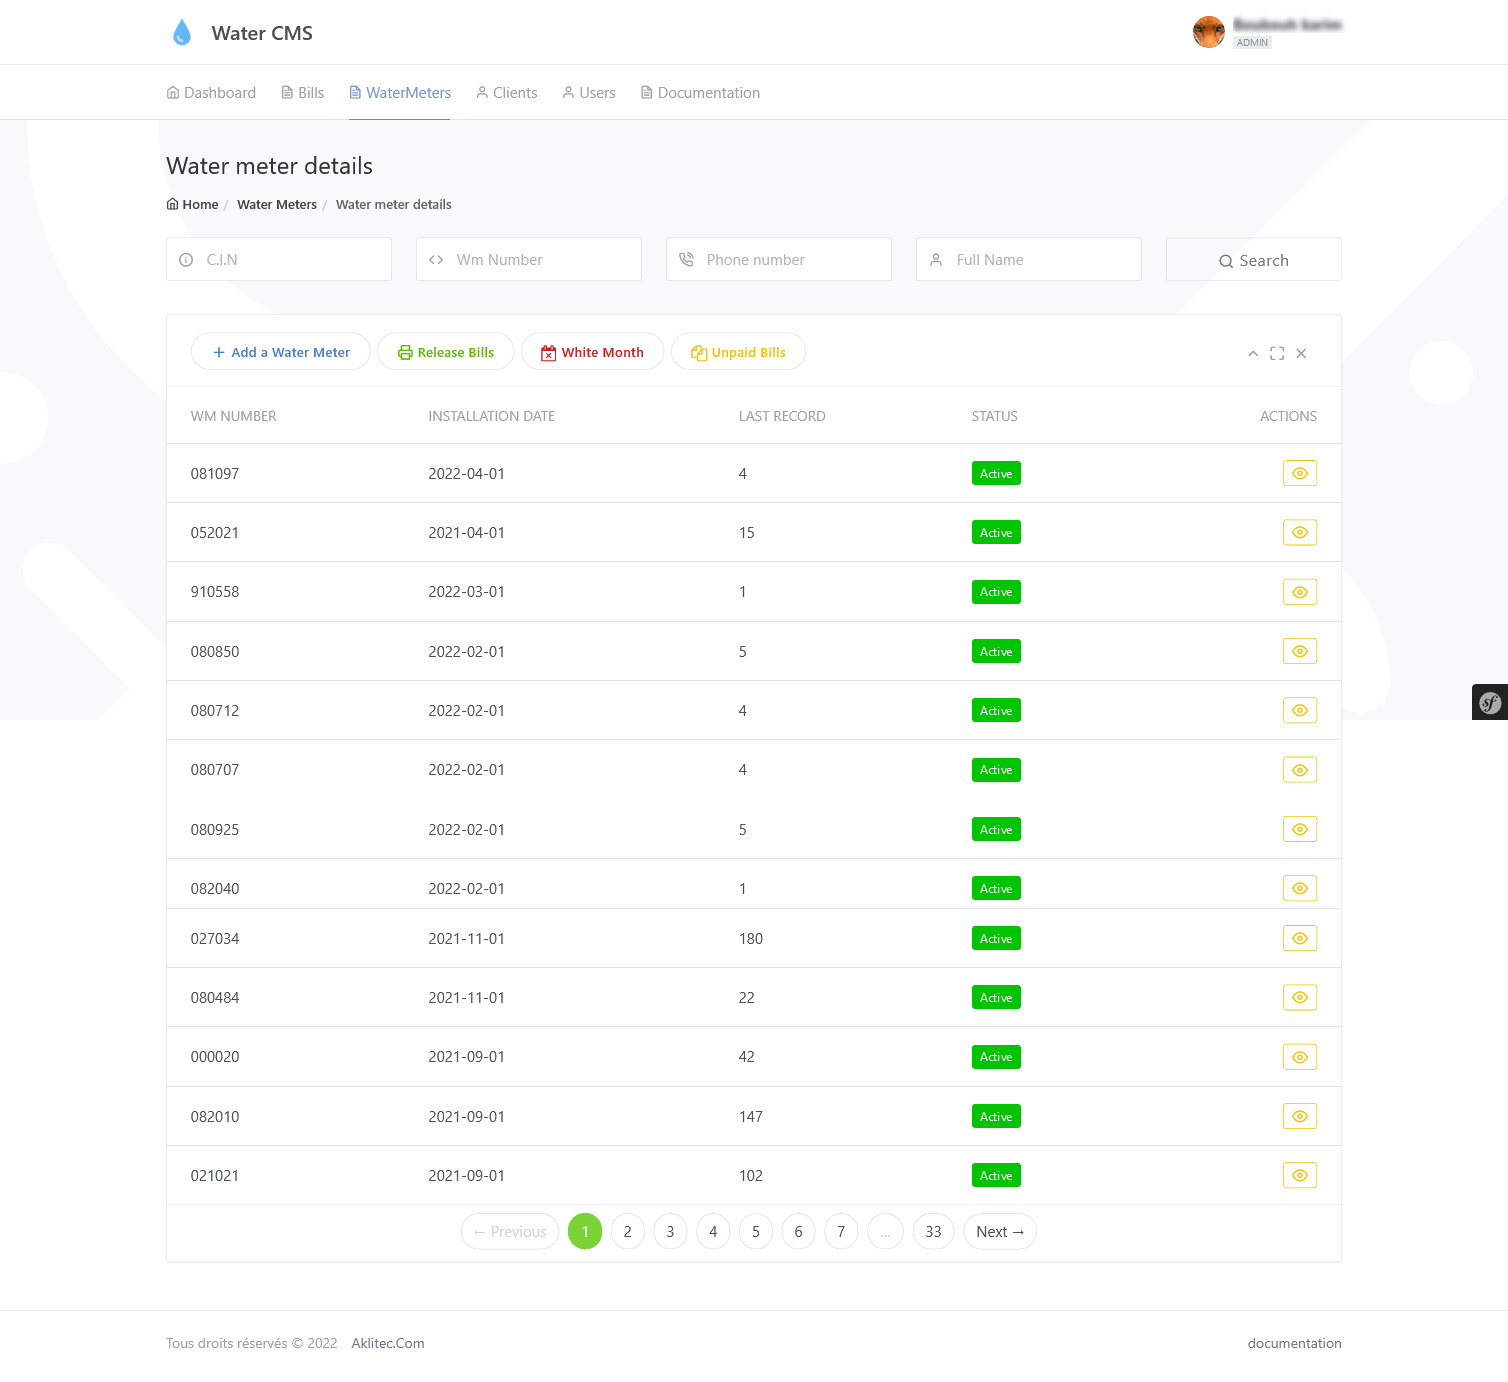 Water CMS
ADMIN
Dashboard Bills WaterMeters Clients Users Documentation
Water meter details
Home / Water Meters / Water meter details
C.I.N Wm Number Phone number Full Name Search
Add a Water Meter Release Bills White Month Unpaid Bills
WM NUMBER INSTALLATION DATE LAST RECORD STATUS ACTIONS
081097 2022-04-01 4 Active
052021 2021-04-01 15 Active
910558 2022-03-01 1 Active
080850 2022-02-01 5 Active
080712 2022-02-01 4 Active
080707 2022-02-01 4 Active
080925 2022-02-01 5 Active
082040 2022-02-01 1 Active
027034 2021-11-01 180 Active
080484 2021-11-01 22 Active
000020 2021-09-01 42 Active
082010 2021-09-01 147 Active
021021 2021-09-01 102 Active
← Previous 1 2 3 4 5 6 7 ... 33 Next →
Tous droits réservés © 2022 Aklitec.Com documentation